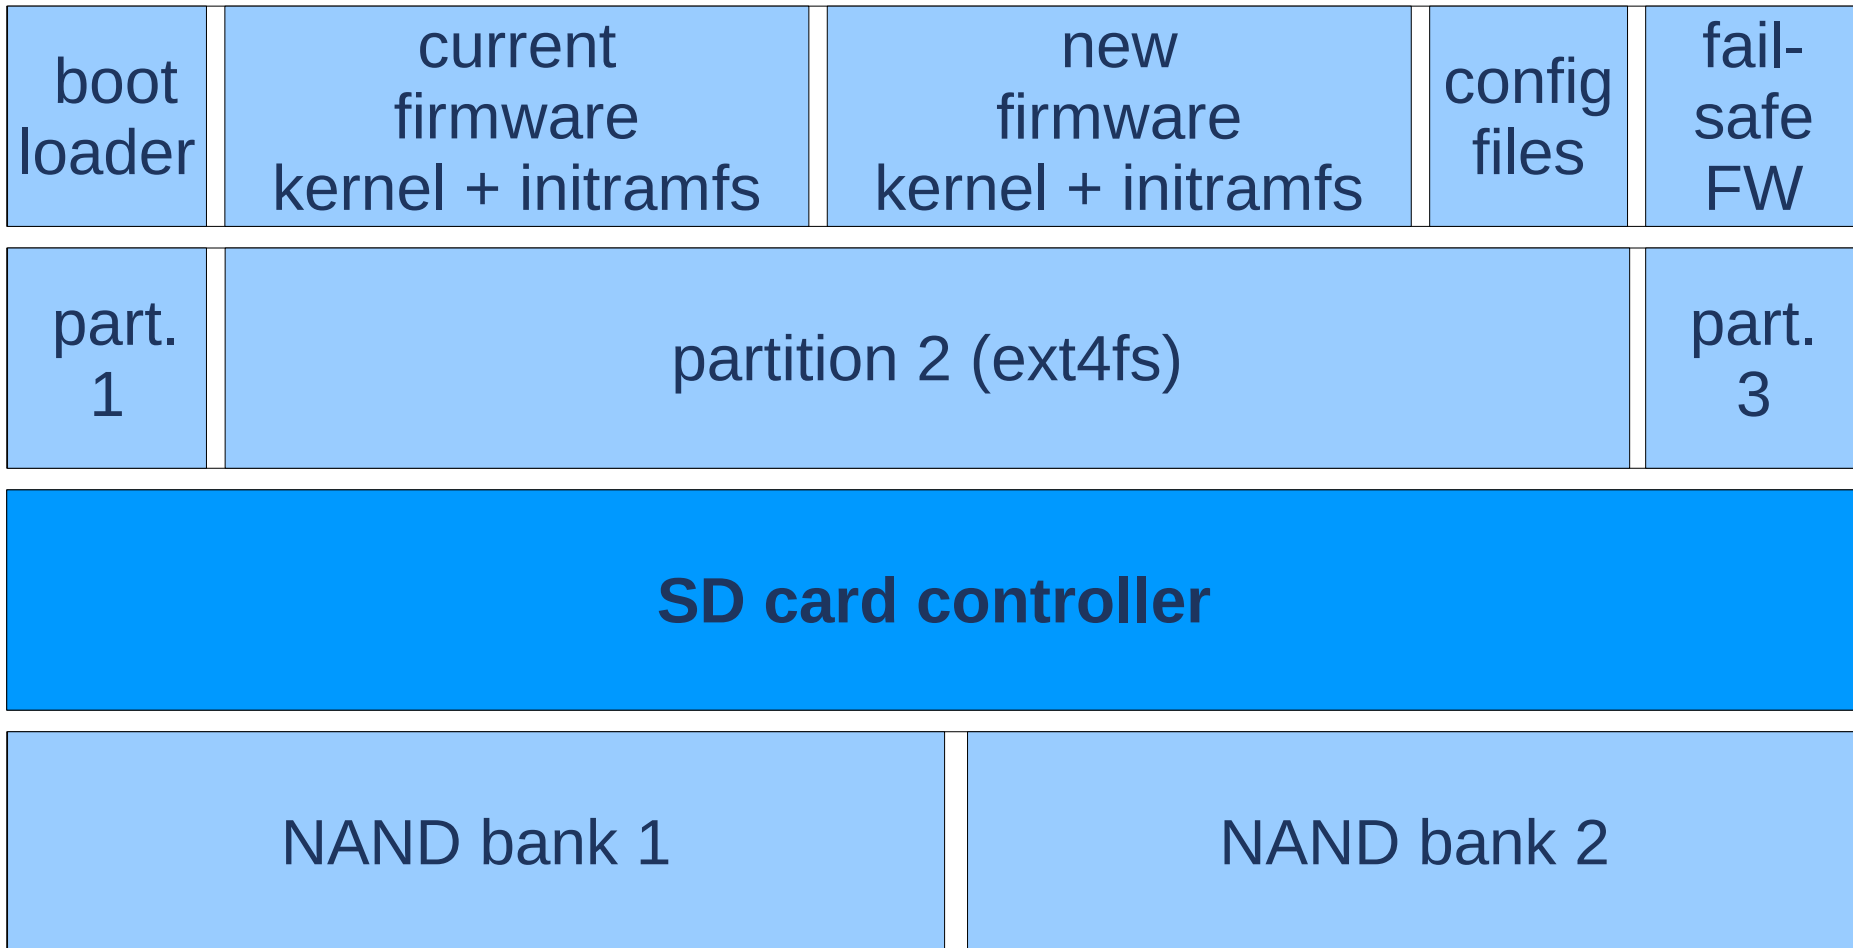 boot
loader
current
firmware
kernel + initramfs
new
firmware
kernel + initramfs
config
files
fail-
safe
FW
part.
1
partition 2 (ext4fs)
part.
3
SD card controller
NAND bank 1
NAND bank 2